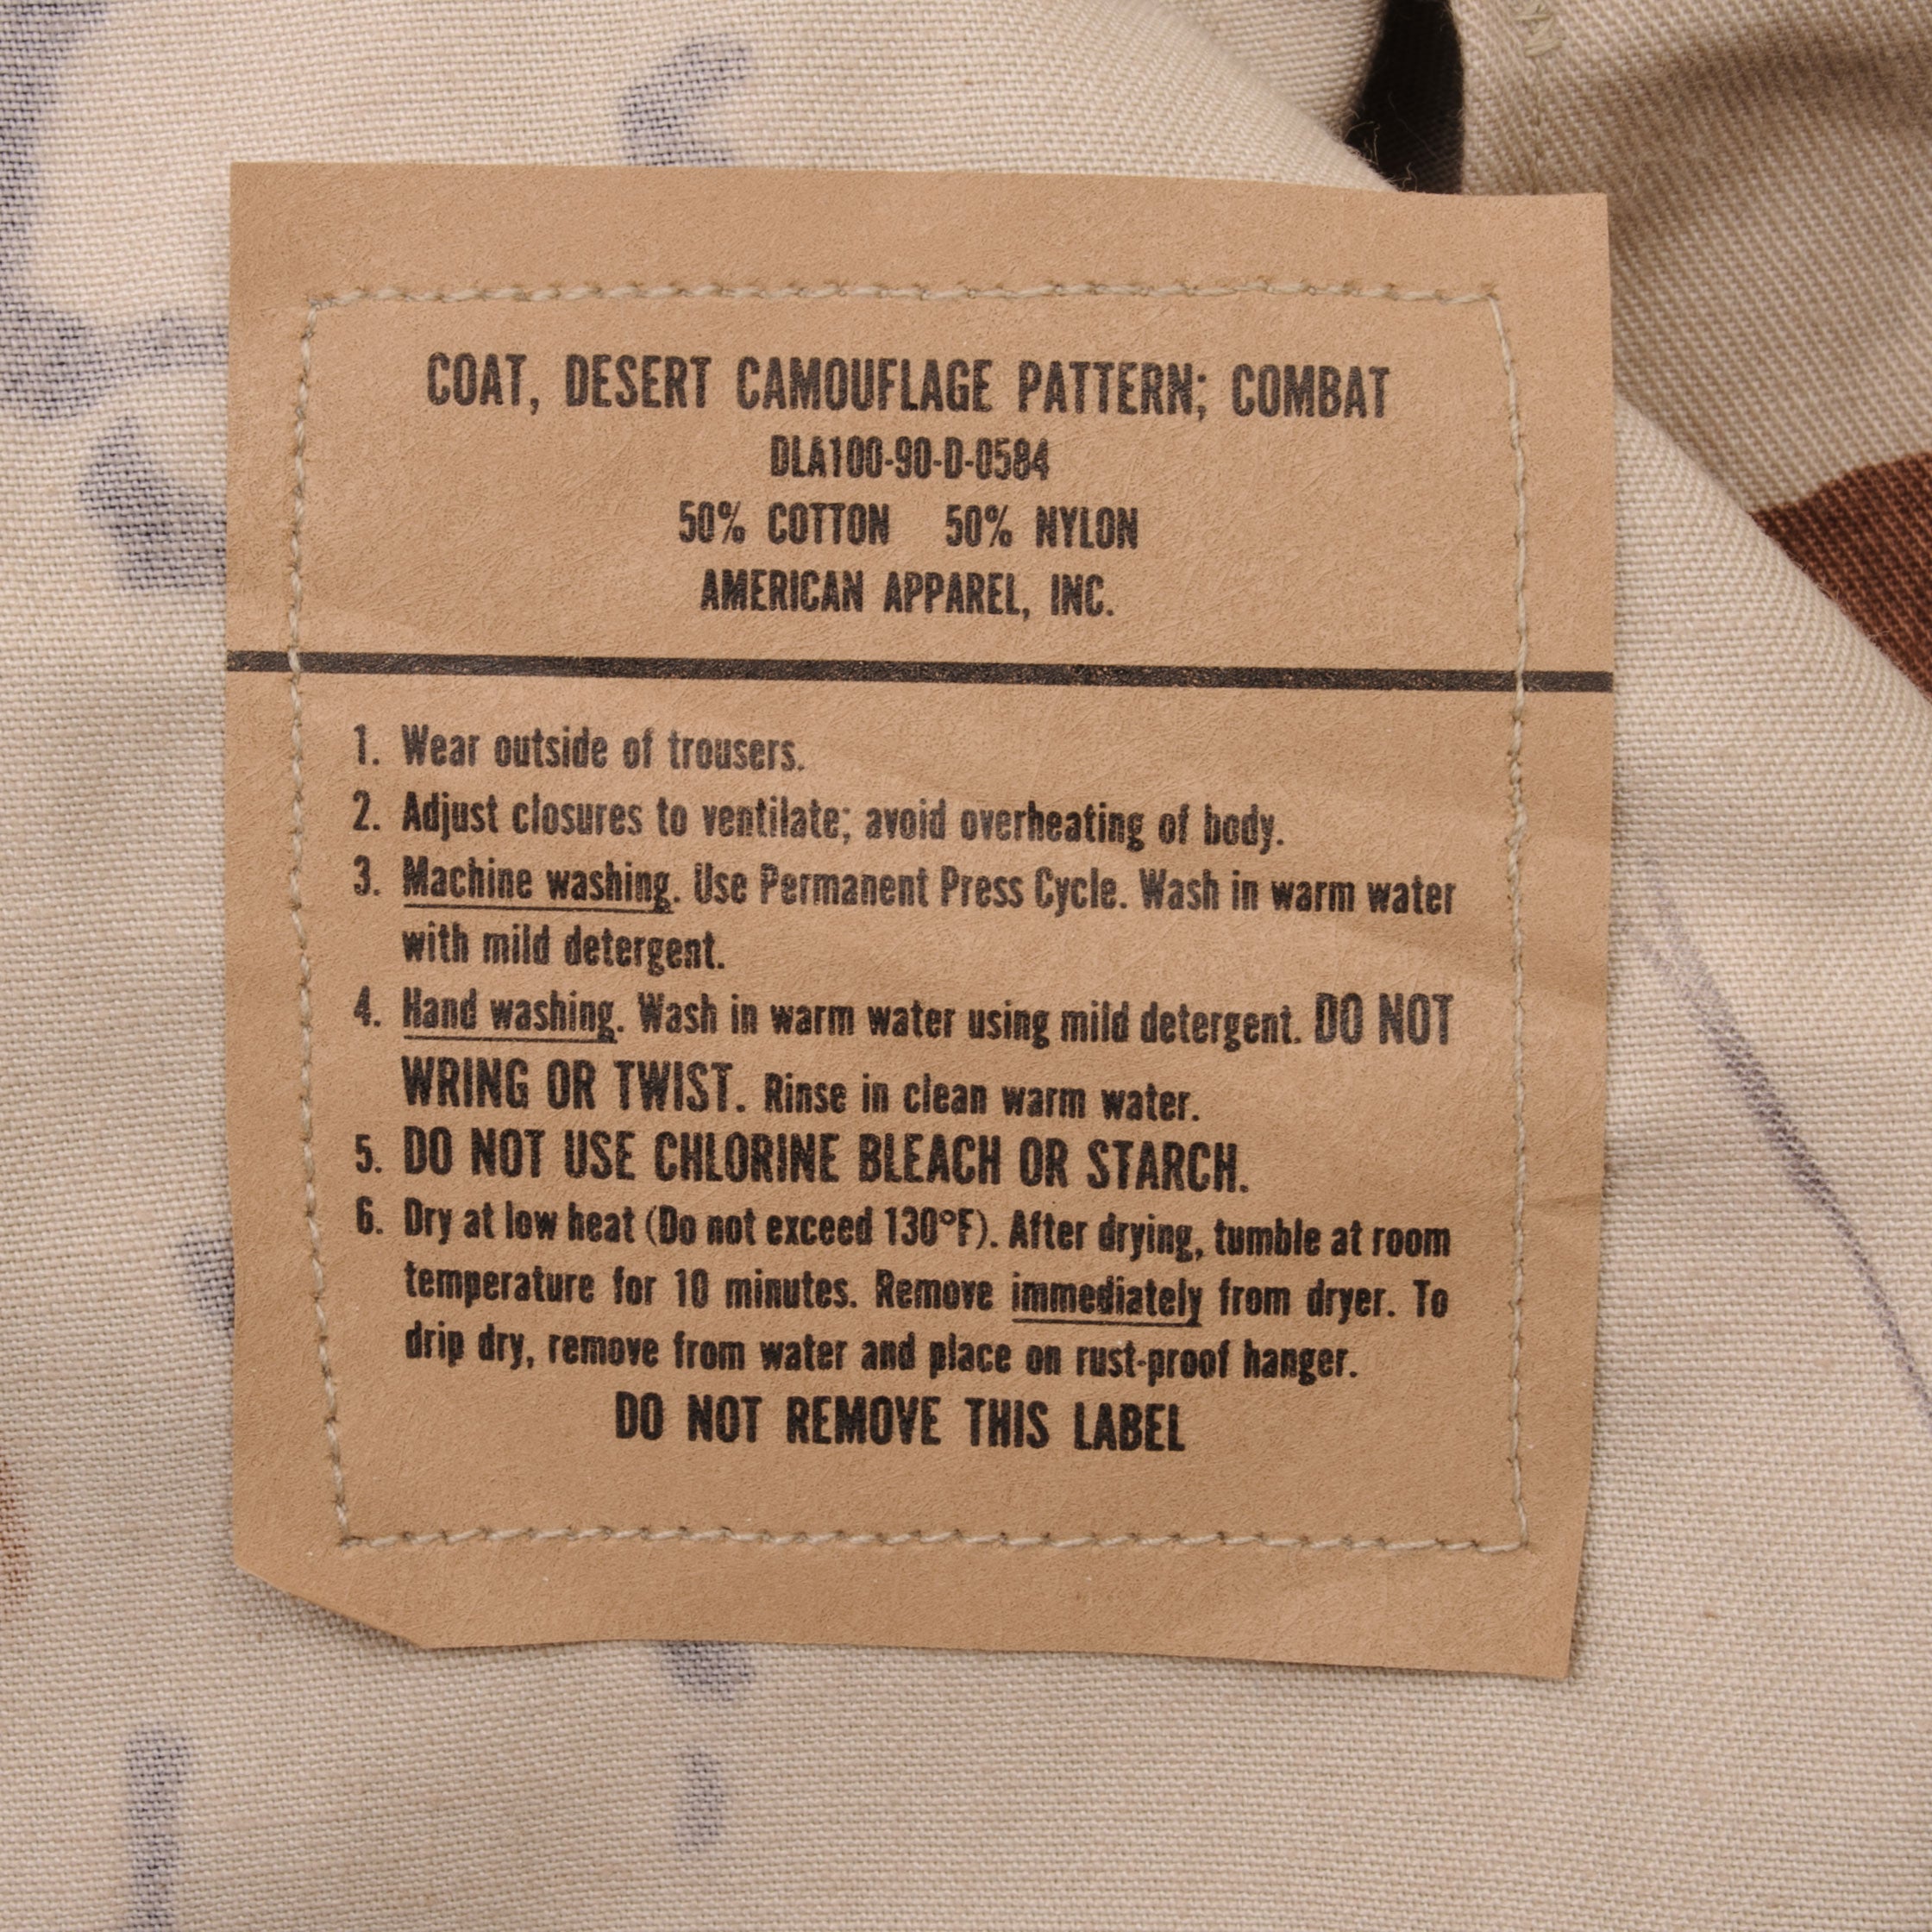 COAT, DESERT CAMOUFLAGE PATTERN; COMBAT
DLA100-90-D-0584
50% COTTON 50% NYLON
AMERICAN APPAREL, INC.
1. Wear outside of trousers.
2. Adjust closures to ventilate; avoid overheating of body.
3. Machine washing. Use Permanent Press Cycle. Wash in warm water
with mild detergent.
4. Hand washing. Wash in warm water using mild detergent. DO NOT
WRING OR TWIST. Rinse in clean warm water.
5. DO NOT USE CHLORINE BLEACH OR STARCH.
6. Dry at low heat (Do not exceed 130°F). After drying, tumble at room
temperature for 10 minutes. Remove immediately from dryer. To
drip dry, remove from water and place on rust-proof hanger.
DO NOT REMOVE THIS LABEL